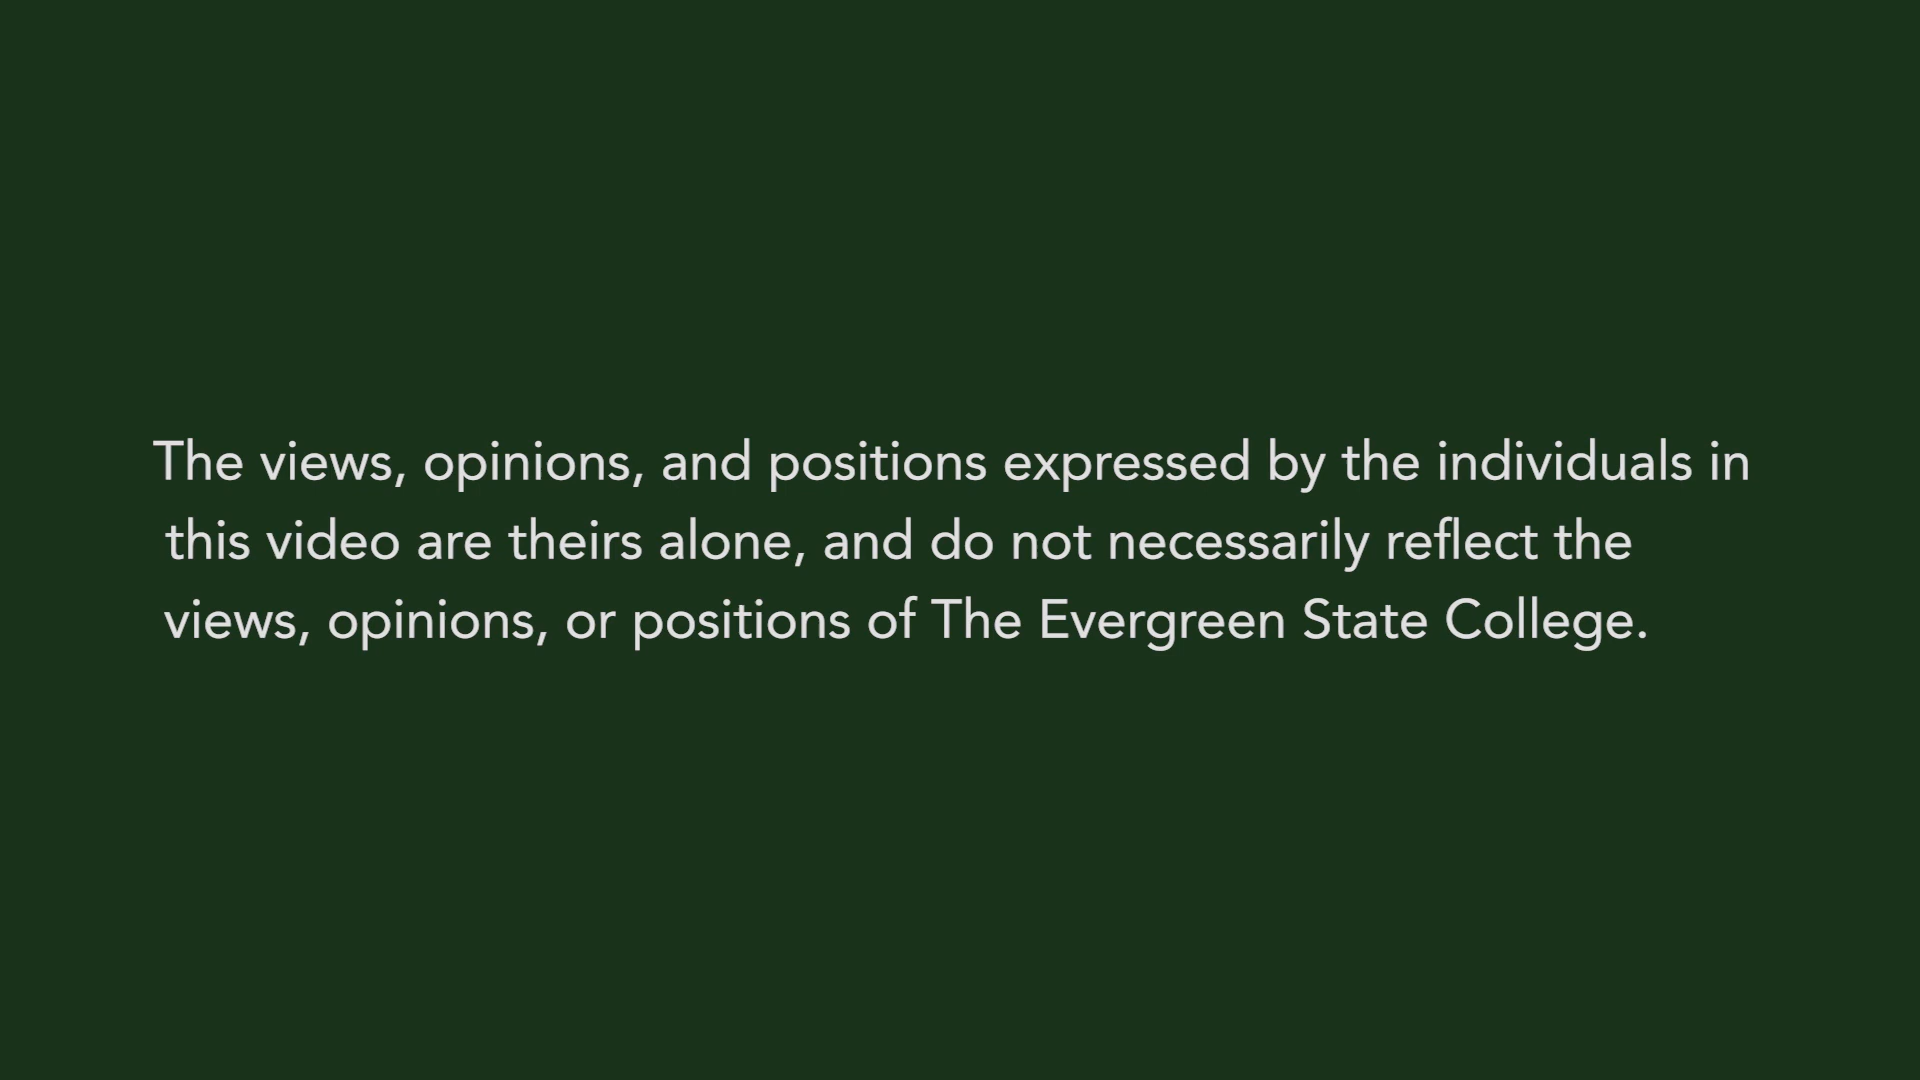 The views, opinions, and positions expressed by the individuals in
this video are theirs alone, and do not necessarily reflect the
views, opinions, or positions of The Evergreen State College.